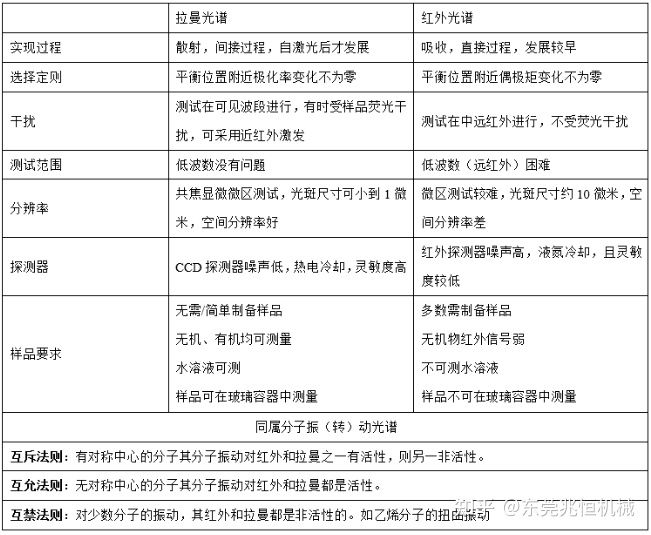 拉曼光谱 红外光谱
实现过程 散射，间接过程，自激光后才发展 吸收，直接过程，发展较早
选择定则 平衡位置附近极化率变化不为零 平衡位置附近偶极矩变化不为零
干扰 测试在可见波段进行，有时受样品荧光干
扰，可采用近红外激发 测试在中远红外进行，不受荧光干扰
测试范围 低波数没有问题 低波数（远红外）困难
分辨率 共焦显微微区测试，光斑尺寸可小到 1 微
米，空间分辨率好 微区测试较难，光斑尺寸约 10 微米，空
间分辨率差
探测器 CCD 探测器噪声低，热电冷却，灵敏度高 红外探测器噪声高，液氮冷却，且灵敏
度较低
样品要求
无需/简单制备样品 多数需制备样品
无机、有机均可测量 无机物红外信号弱
水溶液可测 不可测水溶液
样品可在玻璃容器中测量 样品不可在玻璃容器中测量
同属分子振（转）动光谱
互斥法则：有对称中心的分子其分子振动对红外和拉曼之一有活性，则另一非活性。
互允法则：无对称中心的分子其分子振动对红外和拉曼都是活性。
互禁法则：对少数分子的振动，其红外和拉曼都是非活性的。如乙烯分子的扭曲振动
知乎 @东莞兆恒机械